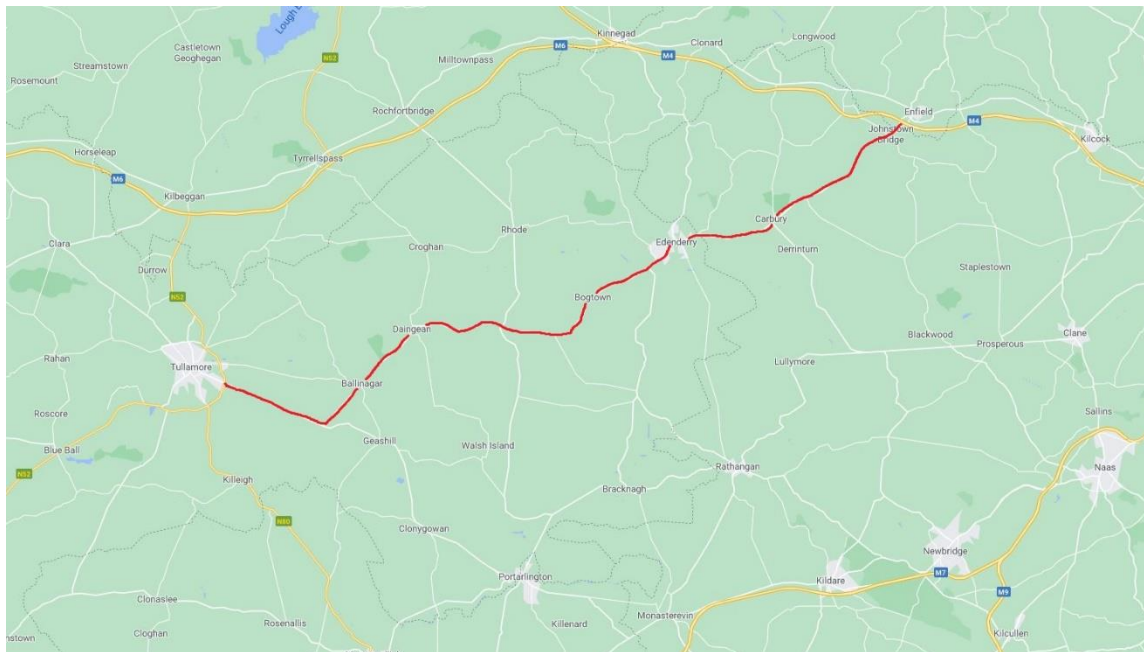 Lough E
Kinnegad
Clonard
Longwood
Castletown
Geoghegan
N52
Milltownpass
M6
M4
Streamstown
Rosemount
Rochfortbridge
Enfield
Johnstown
Bridge
M4
Kilcock
Horseleap
M6
Tyrrellspass
Kilbeggan
Carbury
Clara
Rhode
Edenderry
Croghan
Derrinturn
Durrow
Staplestown
N52
Bogtown
Daingean
Blackwood
Clane
Prosperous
Rahan
Tullamore
Lullymore
Ballinagar
Roscore
Sallins
Geashill
Walsh Island
Blue Ball
N52
Killeigh
Rathangan
Naas
Bracknagh
N80
Clonygowan
Newbridge
Portarlington
Kildare
M7
M9
Clonaslee
Monasterevin
Rosenallis
Killenard
Kilcullen
nstown
Cloghan